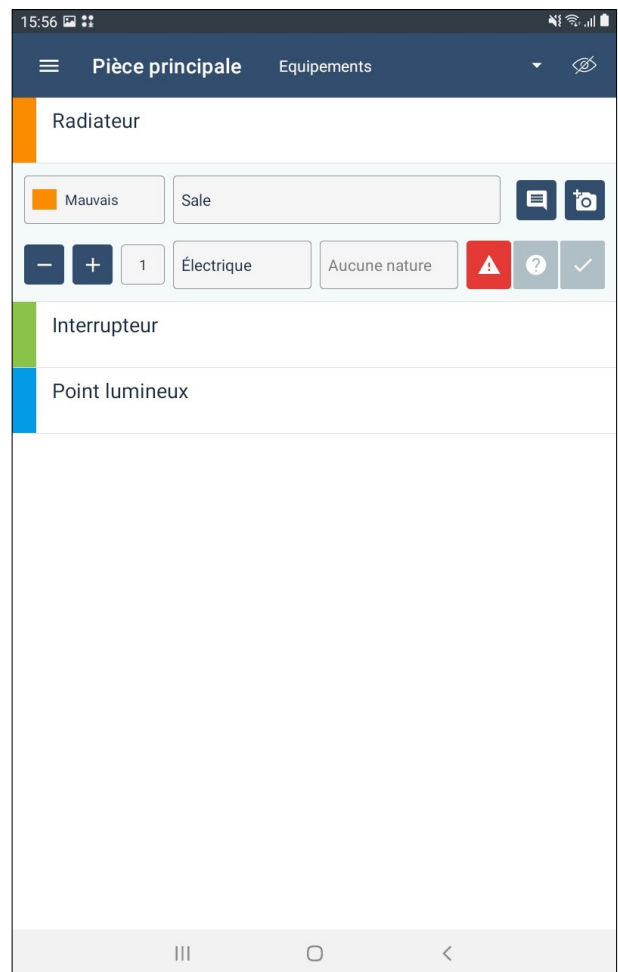 15:56
Pièce principale Equipements
Radiateur
Mauvais Sale
1 Électrique Aucune nature
Interrupteur
Point lumineux